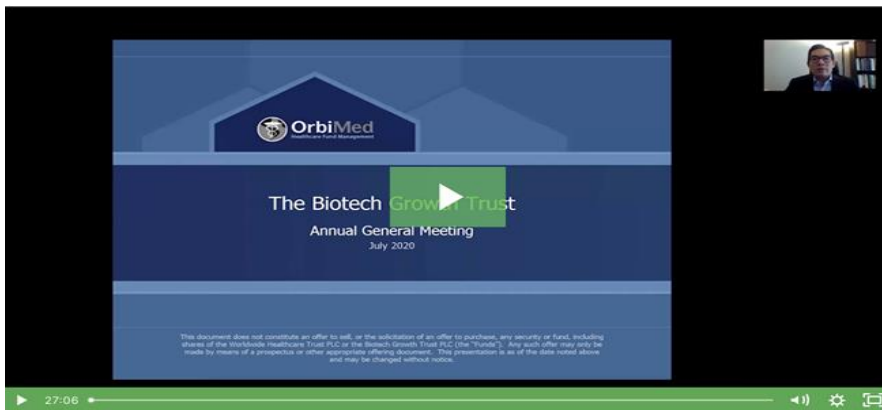 OrbiMed
Healthcare Fund Management
The Biotech Growth Trust
Annual General Meeting
July 2020
This document does not constitute an offer to sell, or the solicitation of an offer to purchase, any security or fund, including
shares of the Worldwide Healthcare Trust PLC or the Biotech Growth Trust PLC (the "Funds"). Any such offer may only be
made by means of a prospectus or other appropriate offering document. This presentation is as of the date noted above
and may be changed without notice.
27:06